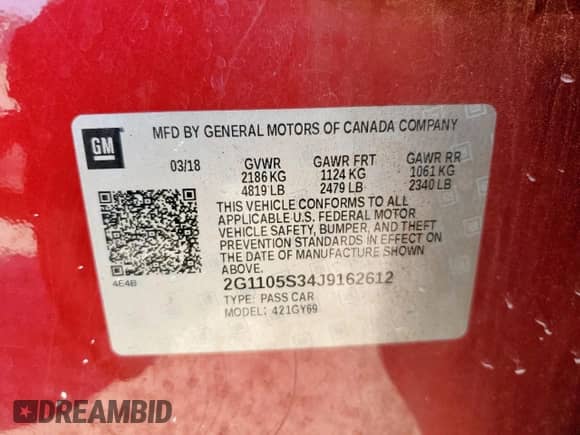 GM
MFD BY GENERAL MOTORS OF CANADA COMPANY
03/18 GVWR GAWR FRT GAWR RR
2186 KG 1124 KG 1061 KG
4819 LB 2479 LB 2340 LB
THIS VEHICLE CONFORMS TO ALL
APPLICABLE U.S. FEDERAL MOTOR
VEHICLE SAFETY, BUMPER, AND THEFT
PREVENTION STANDARDS IN EFFECT ON
THE DATE OF MANUFACTURE SHOWN
ABOVE.
4E4B
2G1105S34J9162612
TYPE: PASS CAR
MODEL: 421GY69
DREAMBID